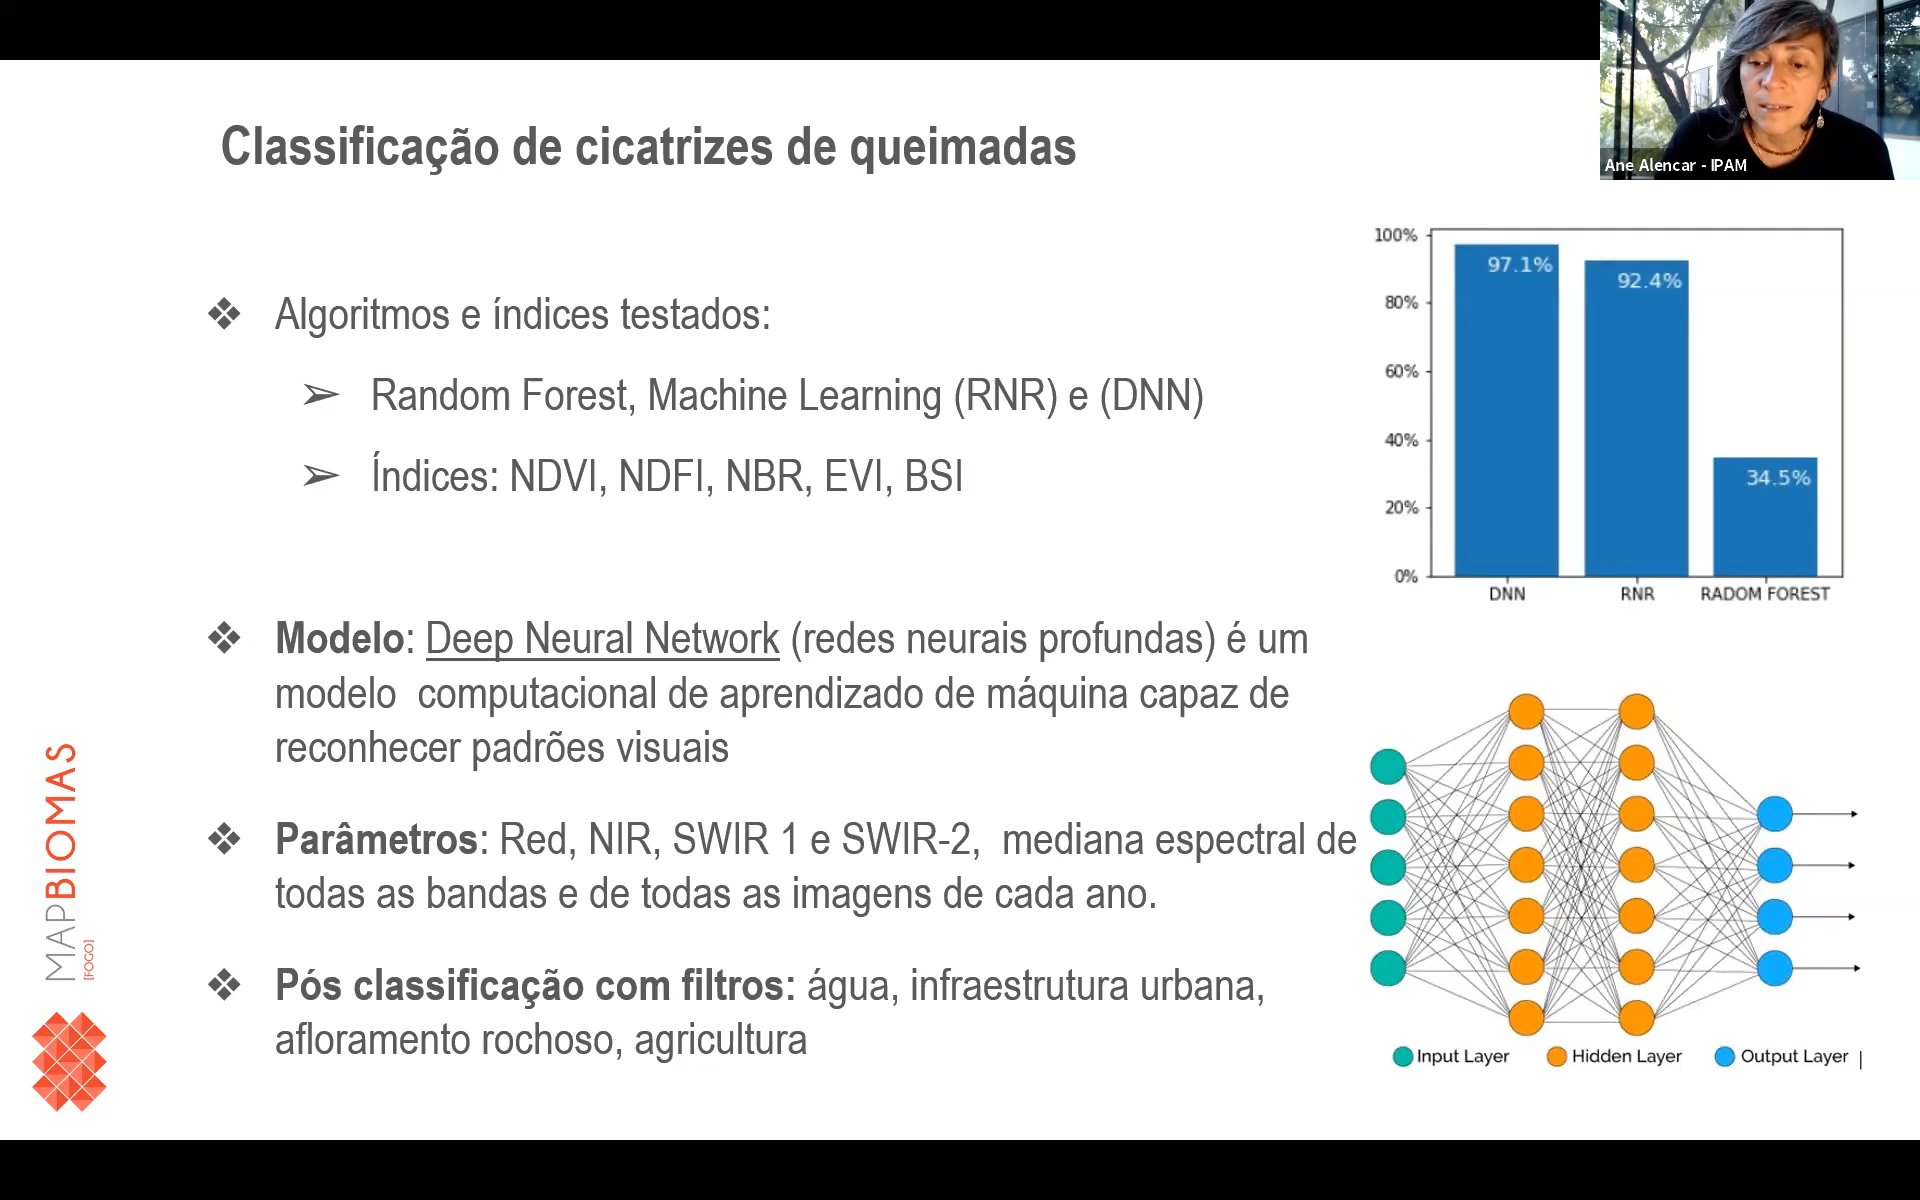 Classificação de cicatrizes de queimadas
Ane Alencar - IPAM
❖ Algoritmos e índices testados:
➢ Random Forest, Machine Learning (RNR) e (DNN)
➢ Índices: NDVI, NDFI, NBR, EVI, BSI
❖ Modelo: Deep Neural Network (redes neurais profundas) é um
modelo computacional de aprendizado de máquina capaz de
reconhecer padrões visuais
❖ Parâmetros: Red, NIR, SWIR 1 e SWIR-2, mediana espectral de
todas as bandas e de todas as imagens de cada ano.
❖ Pós classificação com filtros: água, infraestrutura urbana,
afloramento rochoso, agricultura
100%
80%
60%
40%
20%
0%
97.1%
92.4%
34.5%
DNN RNR RADOM FOREST
Input Layer Hidden Layer Output Layer
MAPBIOMAS
[FOGO]